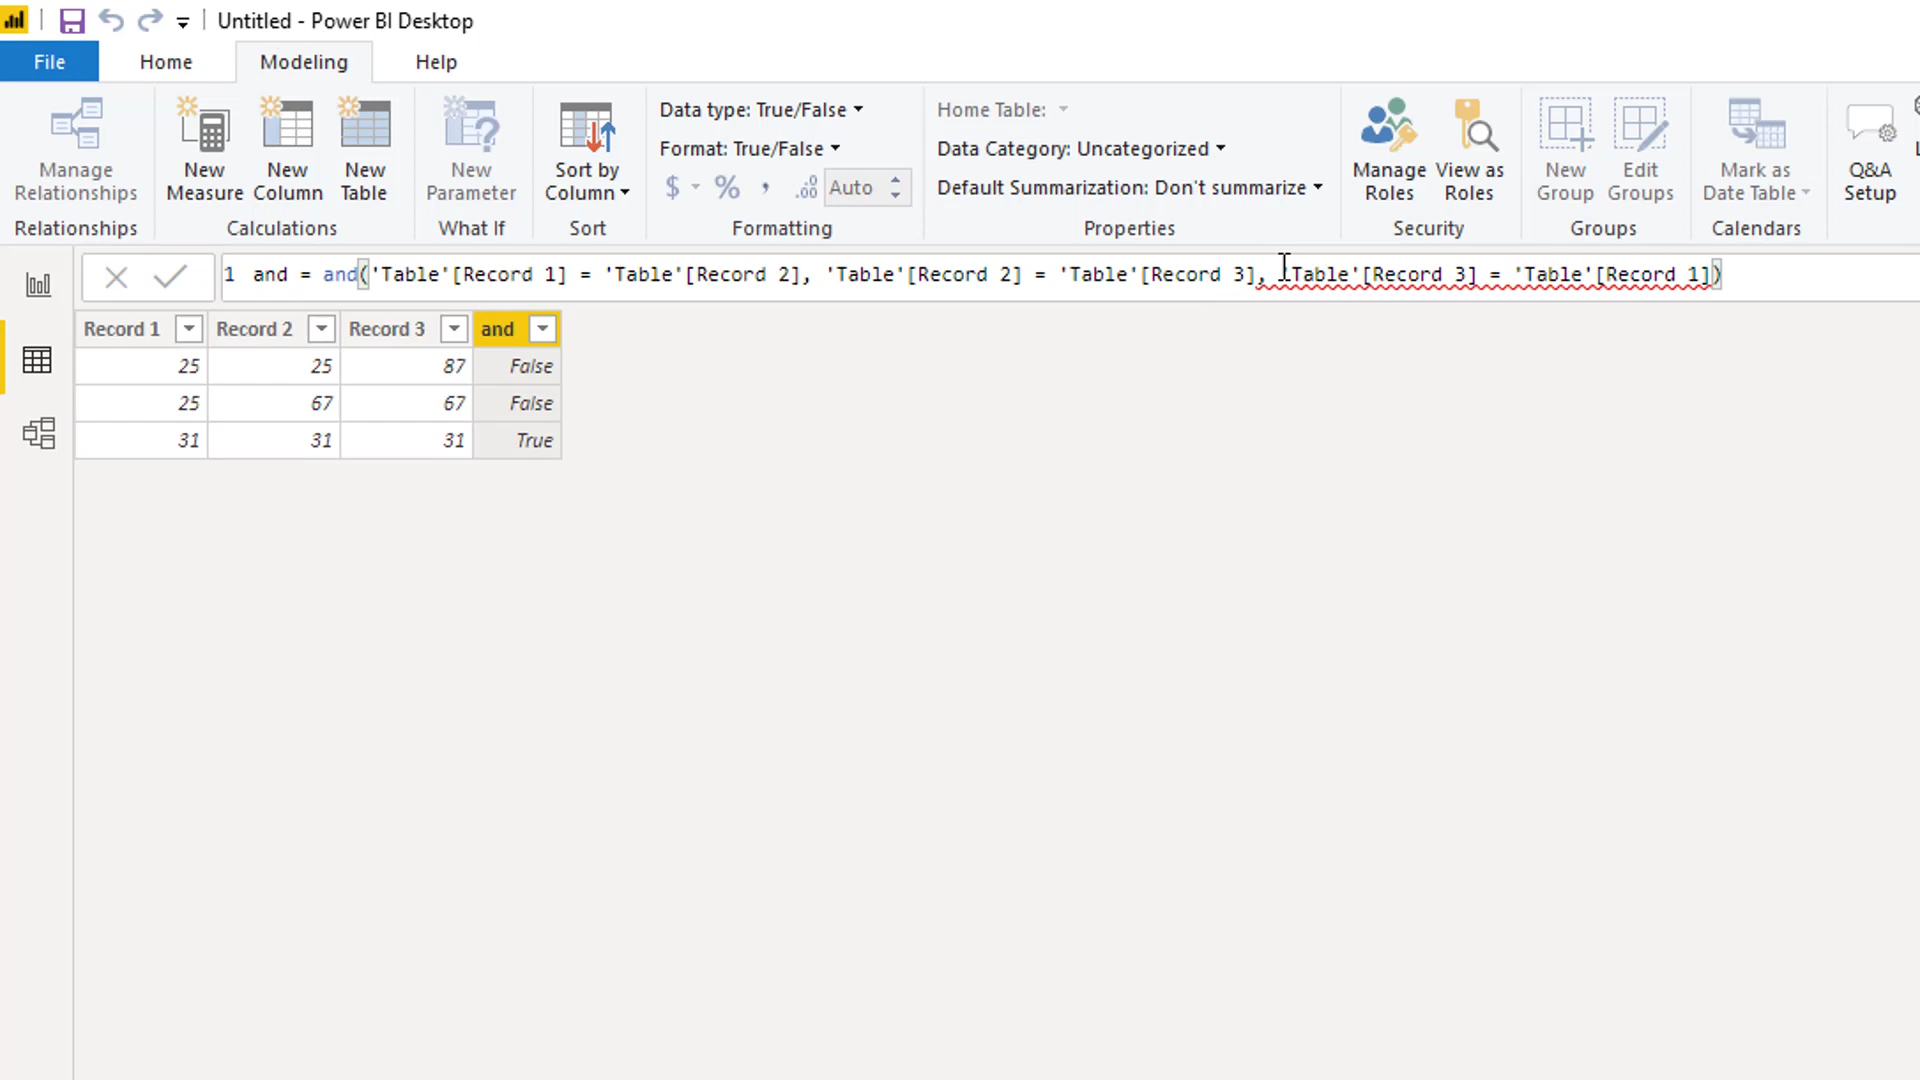 Untitled - Power BI Desktop
File Home Modeling Help
Manage Relationships
New Measure
New Column
New Table
New Parameter
Sort by Column
Data type: True/False
Format: True/False
$ % , .00 Auto
Home Table:
Data Category: Uncategorized
Default Summarization: Don't summarize
Manage Roles
View as Roles
New Group
Edit Groups
Mark as Date Table
Q&A Setup
Relationships Calculations What If Sort Formatting Properties Security Groups Calendars
1 and = and('Table'[Record 1] = 'Table'[Record 2], 'Table'[Record 2] = 'Table'[Record 3], 'Table'[Record 3] = 'Table'[Record 1])
Record 1 Record 2 Record 3 and
25 25 87 False
25 67 67 False
31 31 31 True